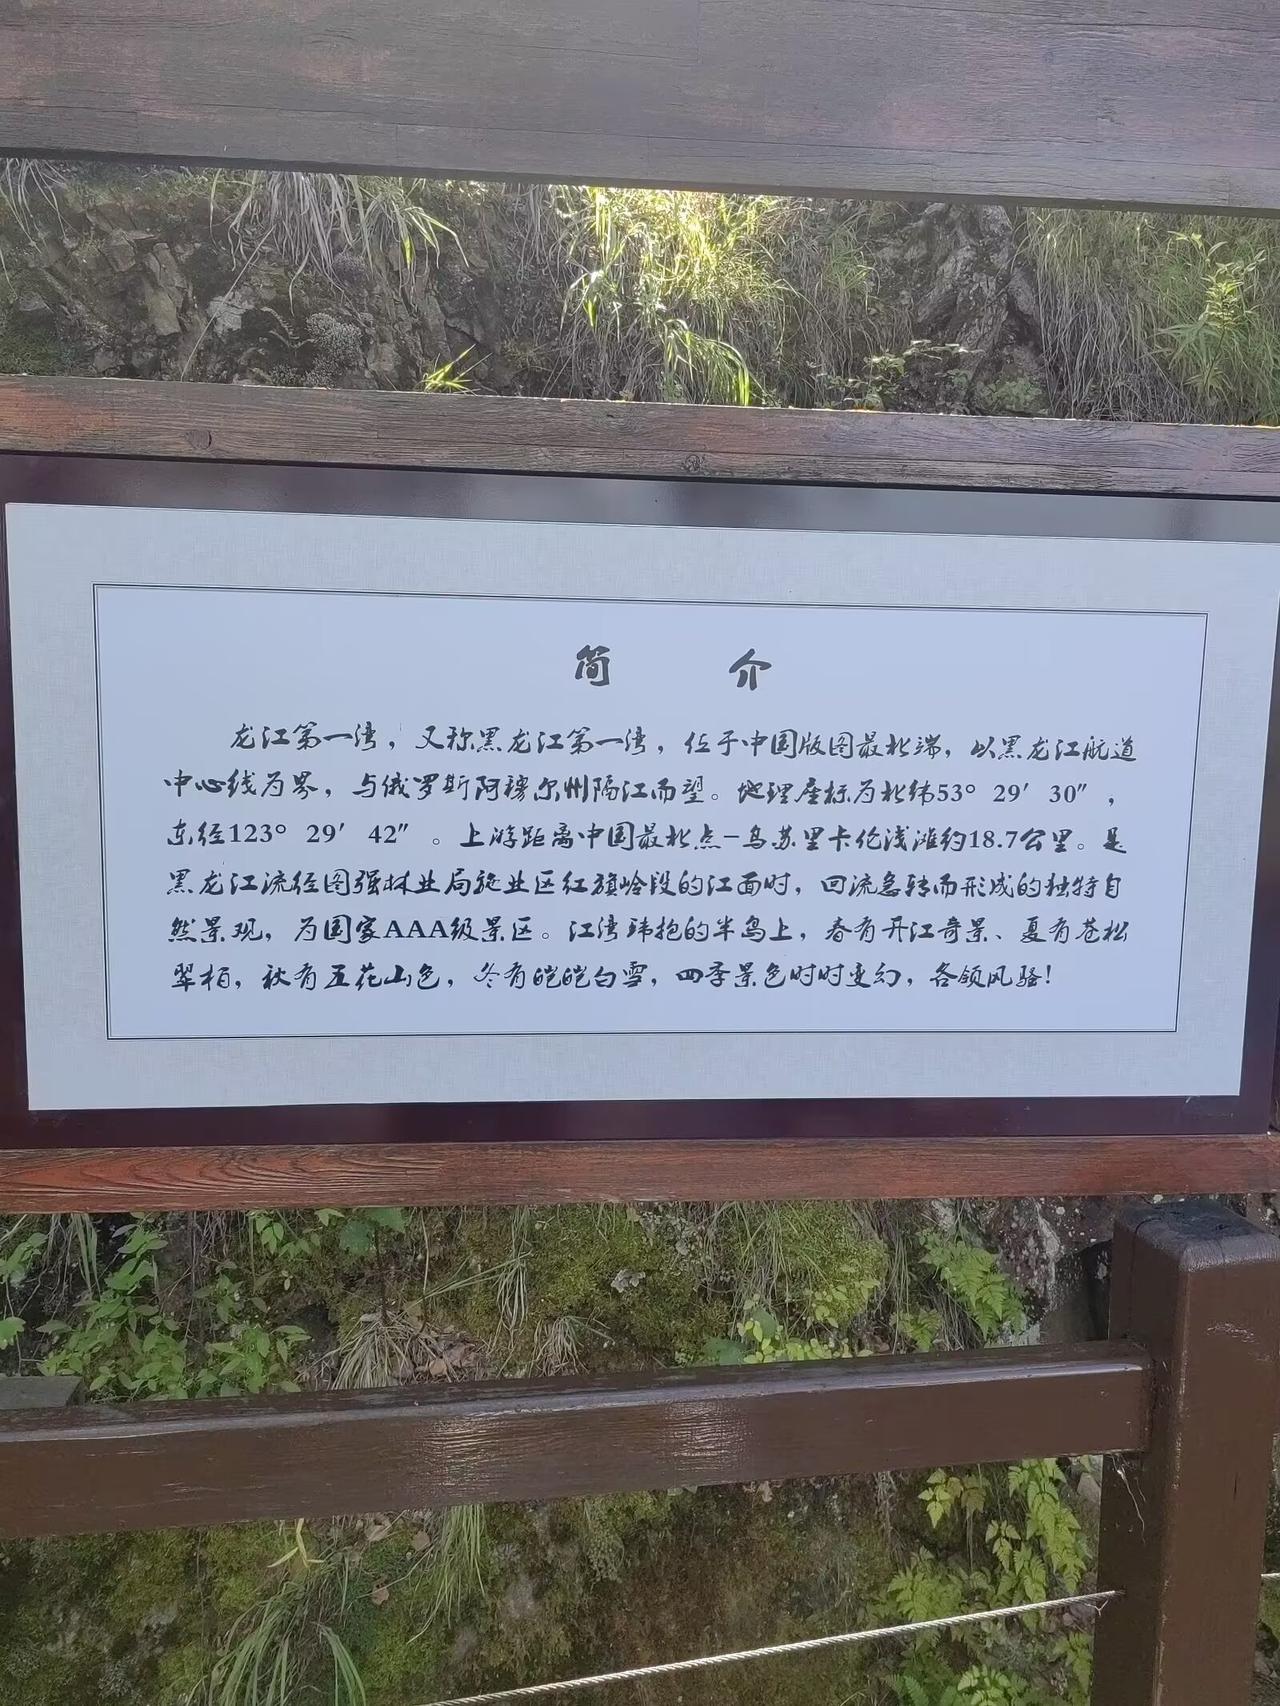 简 介
龙江第一湾，又称黑龙江第一湾，位于中国版图最北端，以黑龙江航道
中心线为界，与俄罗斯阿穆尔州隔江而望。地理座标为北纬53° 29′ 30″，
东经123° 29′ 42″。上游距离中国最北点-乌苏里卡伦浅滩约18.7公里。是
黑龙江流经图强林业局施业区红旗岭段的江面时，回流急转而形成的独特自
然景观，为国家AAA级景区。江湾环抱的半岛上，春有开江奇景、夏有苍松
翠柏，秋有五花山色，冬有皑皑白雪，四季景色时时变幻，各领风骚！